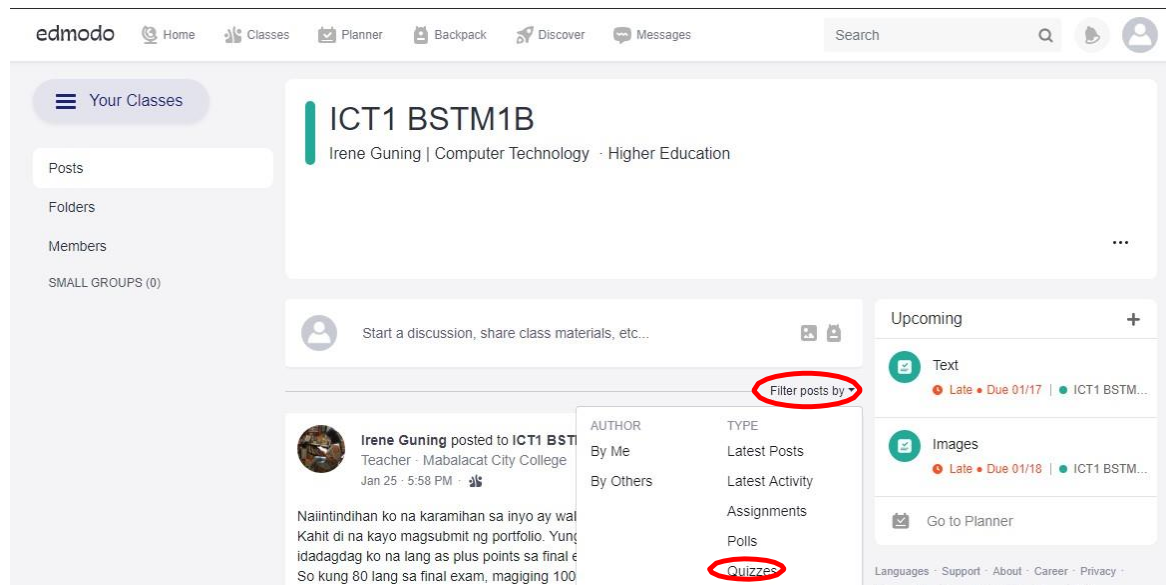 edmodo Home Classes Planner Backpack Discover Messages Search
Your Classes
Posts
Folders
Members
SMALL GROUPS (0)
ICT1 BSTM1B
Irene Guning | Computer Technology · Higher Education
Start a discussion, share class materials, etc...
Filter posts by
Irene Guning posted to ICT1 BST
Teacher · Mabalacat City College
Jan 25 · 5:58 PM ·
Naiintindihan ko na karamihan sa inyo ay wal
Kahit di na kayo magsubmit ng portfolio. Yung
idadagdag ko na lang as plus points sa final e
So kung 80 lang sa final exam, magiging 100
AUTHOR
By Me
By Others
TYPE
Latest Posts
Latest Activity
Assignments
Polls
Quizzes
Upcoming +
Text
Late • Due 01/17 | ICT1 BSTM...
Images
Late • Due 01/18 | ICT1 BSTM...
Go to Planner
Languages · Support · About · Career · Privacy ·